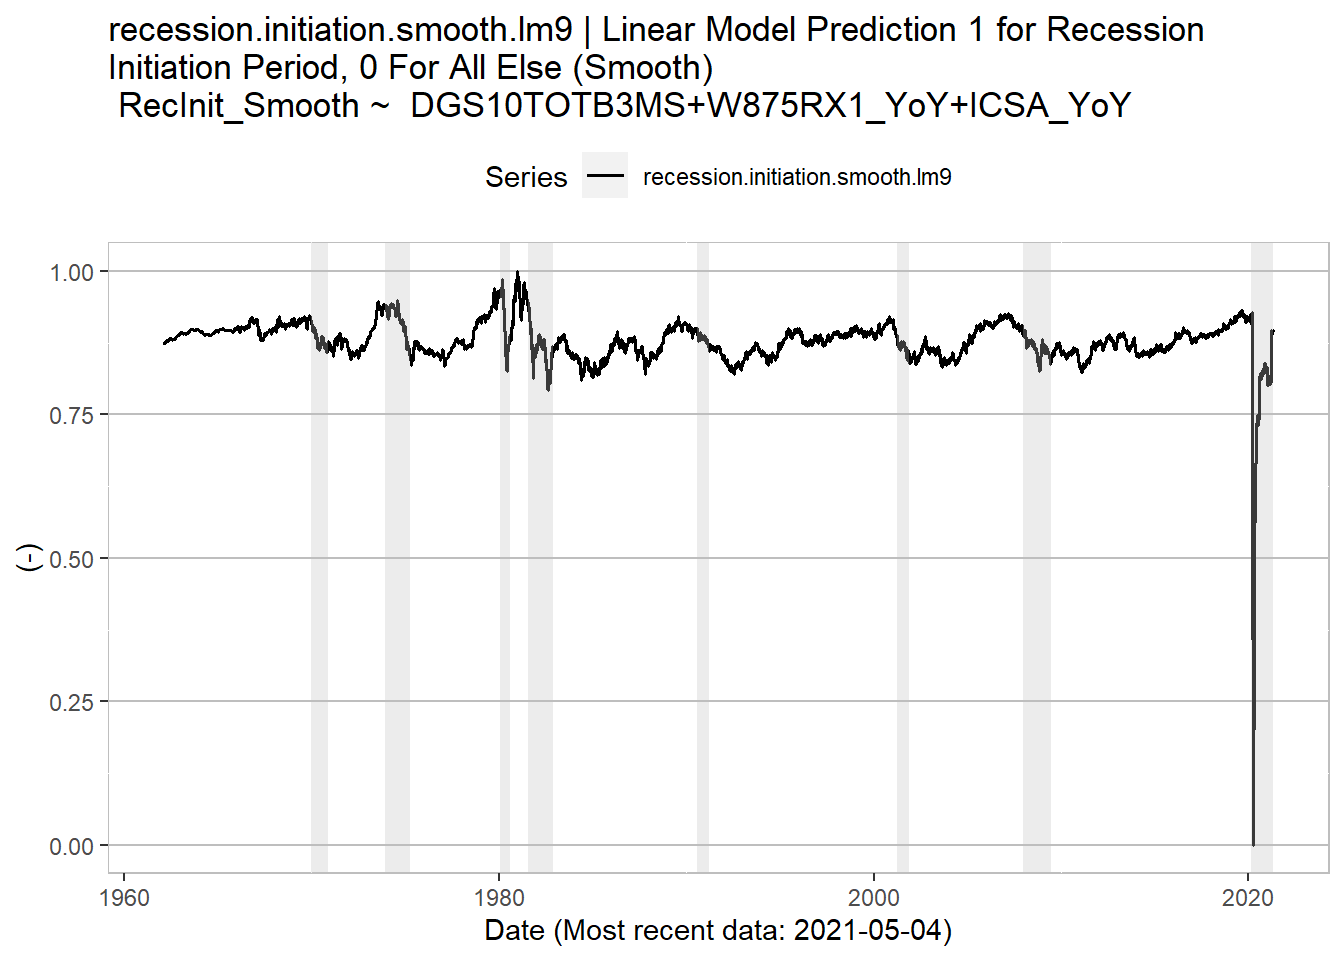 recession.initiation.smooth.lm9 | Linear Model Prediction 1 for Recession
Initiation Period, 0 For All Else (Smooth)
RecInit_Smooth ~  DGS10TOTB3MS+W875RX1_YoY+ICSA_YoY
Series
recession.initiation.smooth.lm9
1.00
0.75
0.50
0.25
0.00
(-)
1960
1980
2000
2020
Date (Most recent data: 2021-05-04)